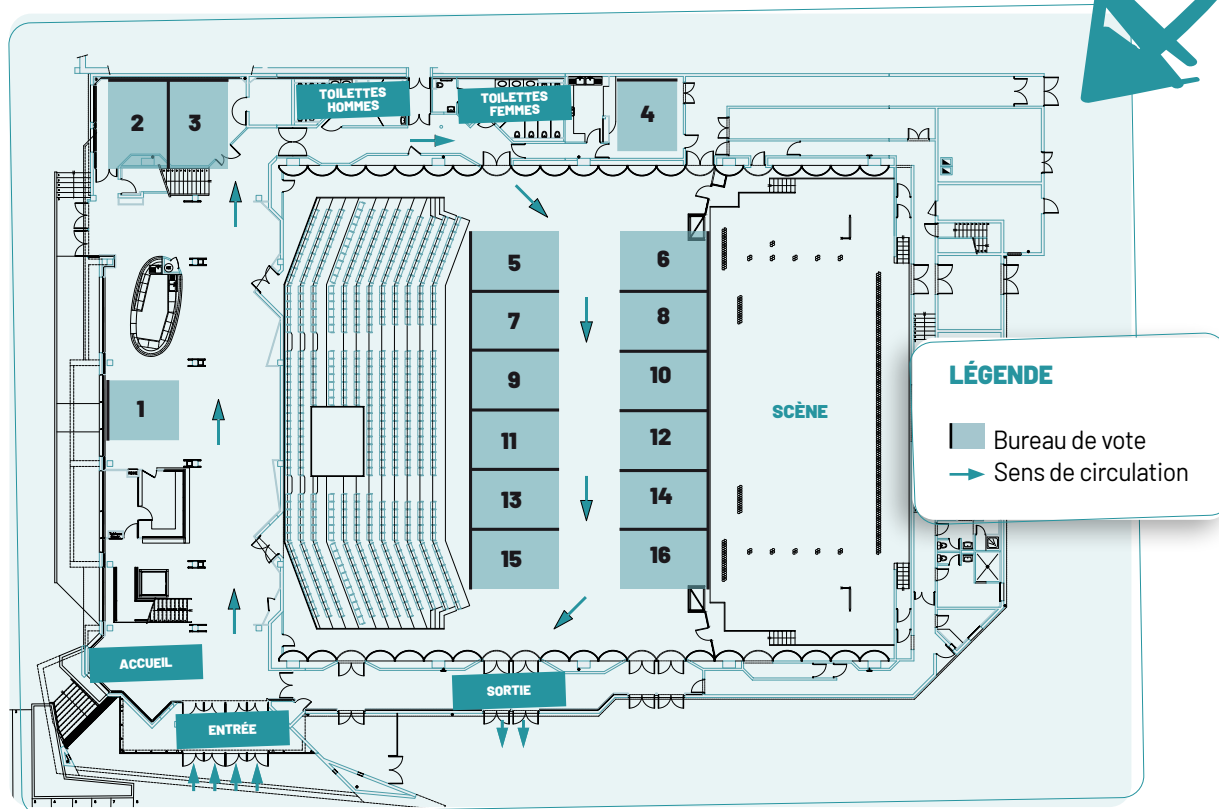 TOILETTES
HOMMES
TOILETTES
FEMMES
2
3
4
5
6
7
8
1
9
10
11
12
13
14
15
16
SCÈNE
LÉGENDE
Bureau de vote
Sens de circulation
ACCUEIL
SORTIE
ENTRÉE